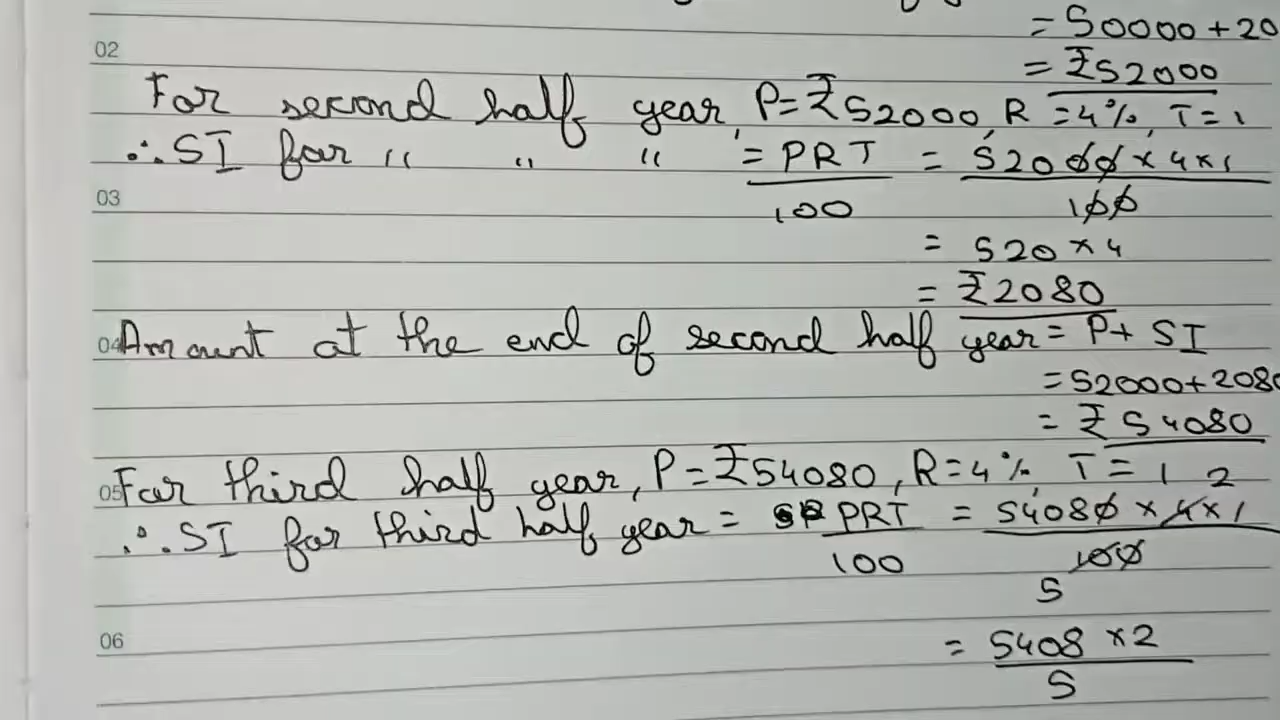 = 50000+20
02
= ₹52000
For second half year, P=₹52000, R=4%, T=1
∴SI for " " " = PRT/100 = 52000×4×1/100
03
= 520×4
= ₹2080
04 Amount at the end of second half year= P+ SI
=52000+2080
= ₹54080
05 For third half year, P=₹54080, R=4% T=1
∴SI for third half year = PRT/100 = 54080×4×1/100
2
5
06
= 5408×2/5